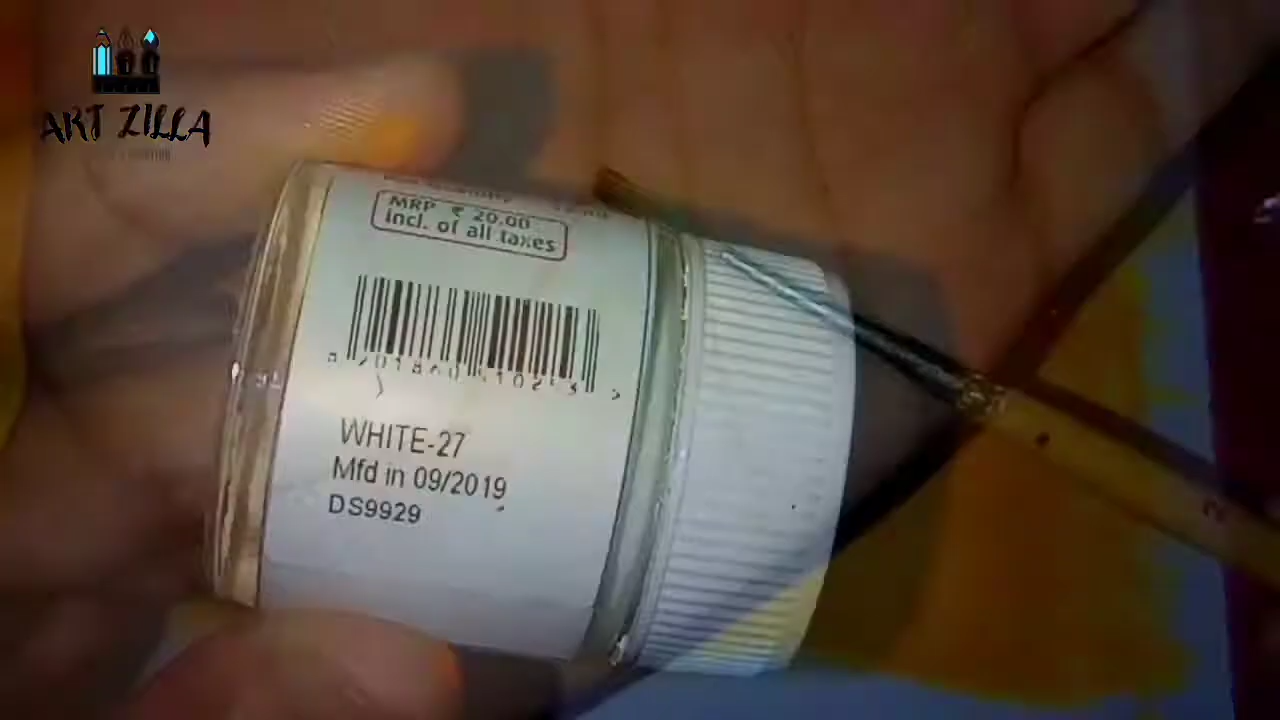 ART ZILLA
MRP ₹ 20.00
Incl. of all taxes
WHITE-27
Mfd in 09/2019
DS9929